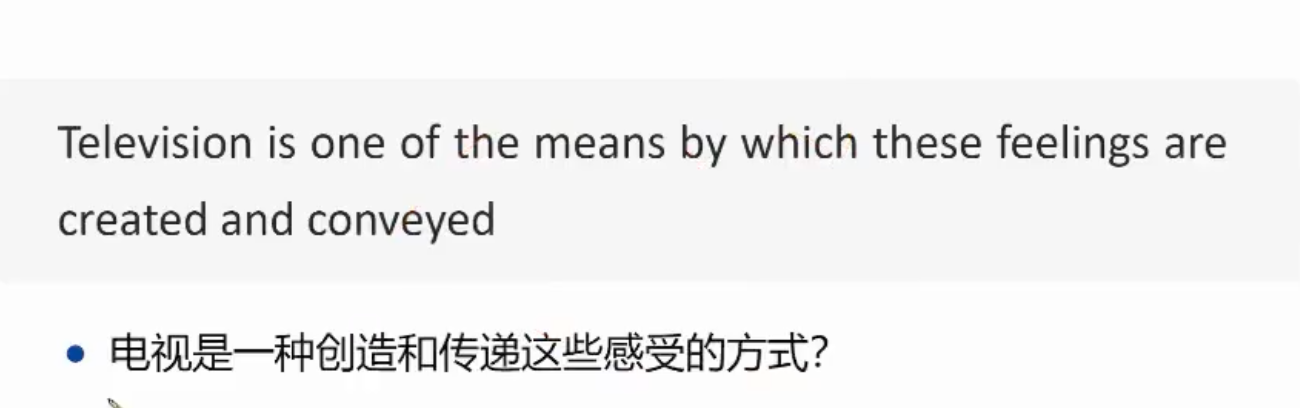 Television is one of the means by which these feelings are
created and conveyed
电视是一种创造和传递这些感受的方式?